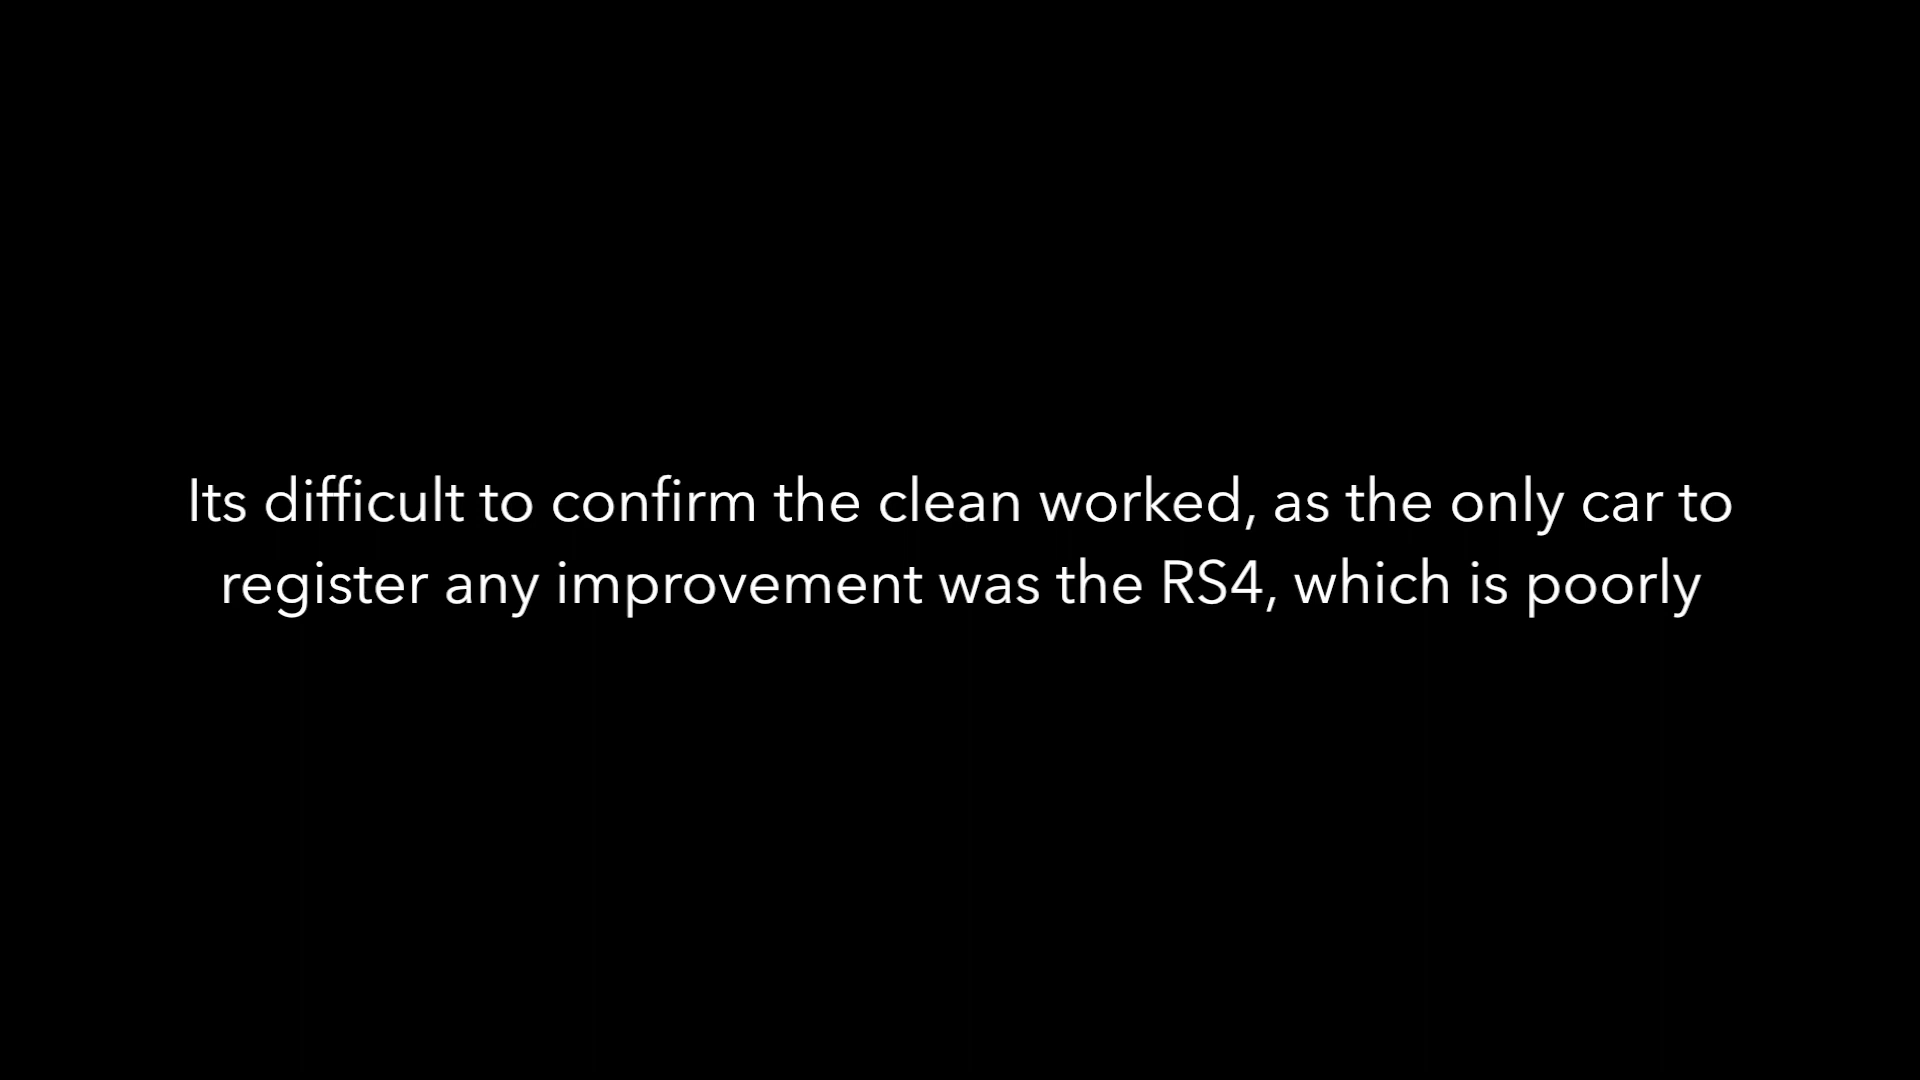 Its difficult to confirm the clean worked, as the only car to
register any improvement was the RS4, which is poorly